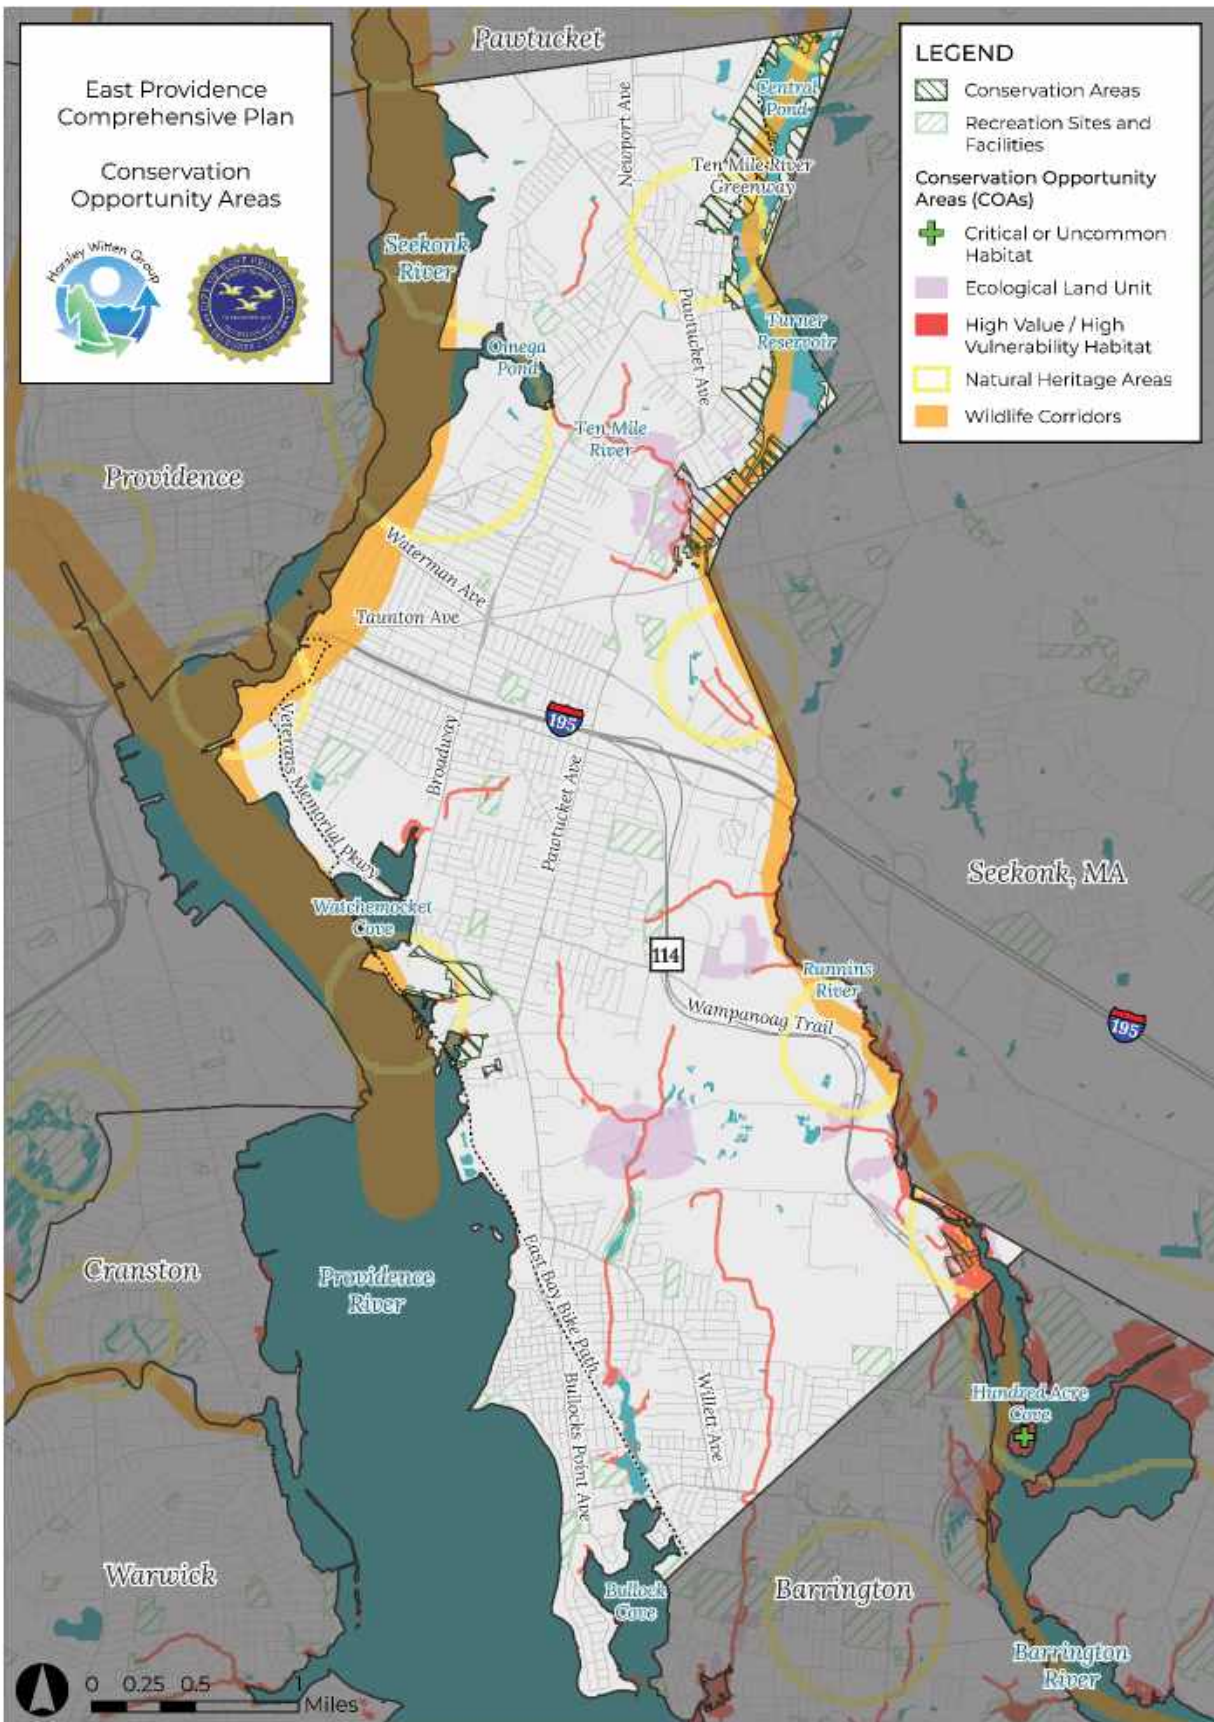 East Providence
Comprehensive Plan
Conservation
Opportunity Areas
Horsley Witten Group
LEGEND
Conservation Areas
Recreation Sites and
Facilities
Conservation Opportunity
Areas (COAs)
Critical or Uncommon
Habitat
Ecological Land Unit
High Value / High
Vulnerability Habitat
Natural Heritage Areas
Wildlife Corridors
Pawtucket
Newport Ave
Central
Pond
Ten Mile River
Greenway
Seekonk
River
Pawtucket Ave
Turner
Reservoir
Omega
Pond
Ten Mile
River
Providence
Waterman Ave
Taunton Ave
195
Veterans Memorial Pkwy
Broadway
Pawtucket Ave
Seekonk, MA
Watchemocket
Cove
114
Runnins
River
Wampanoag Trail
195
Cranston
Providence
River
East Bay Bike Path
Bullocks Point Ave
Willett Ave
Hundred Acre
Cove
Warwick
Bullock
Cove
Barrington
Barrington
River
0 0.25 0.5 1
Miles